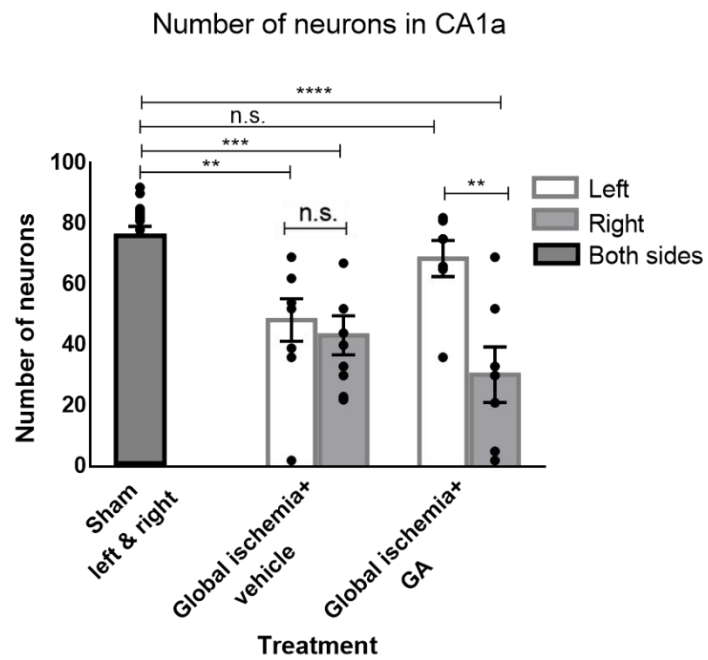 Number of neurons in CA1a
****
n.s.
***
**
n.s.
**
Left
Right
Both sides
Number of neurons
100
80
60
40
20
0
Sham
left & right
Global ischemia+
vehicle
Global ischemia+
GA
Treatment